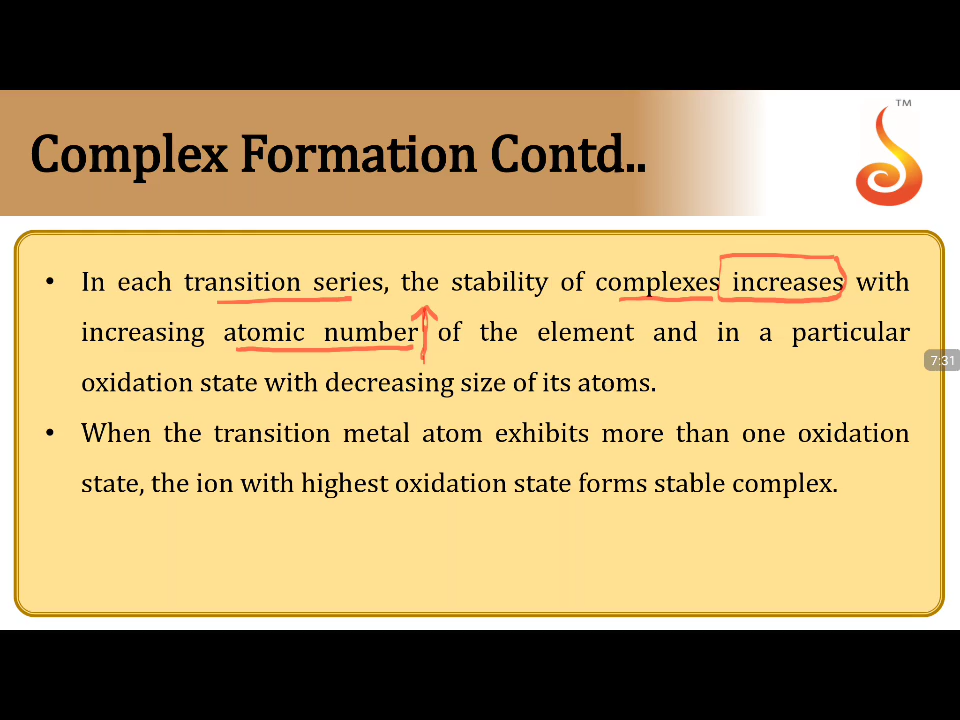 Complex Formation Contd..
TM
• In each transition series, the stability of complexes increases with
increasing atomic number of the element and in a particular
oxidation state with decreasing size of its atoms.
• When the transition metal atom exhibits more than one oxidation
state, the ion with highest oxidation state forms stable complex.
7:31